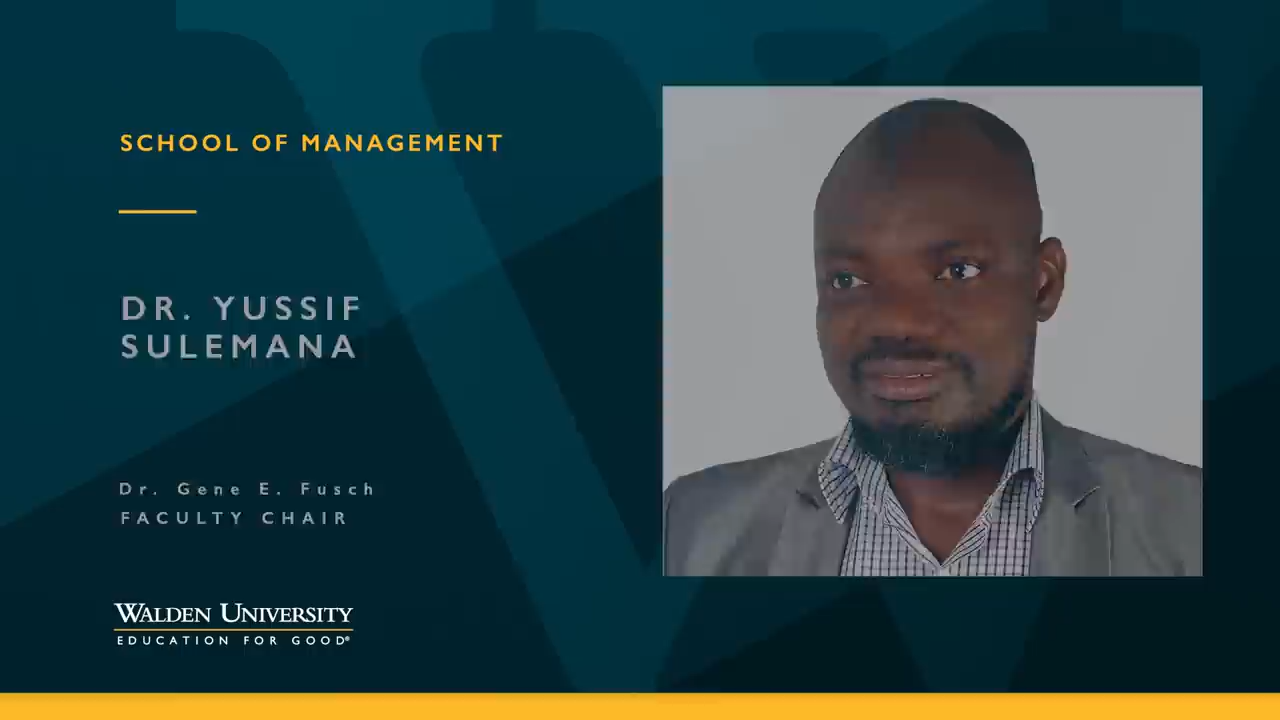 SCHOOL OF MANAGEMENT
DR. YUSSIF
SULEMANA
Dr. Gene E. Fusch
FACULTY CHAIR
WALDEN UNIVERSITY
EDUCATION FOR GOOD®